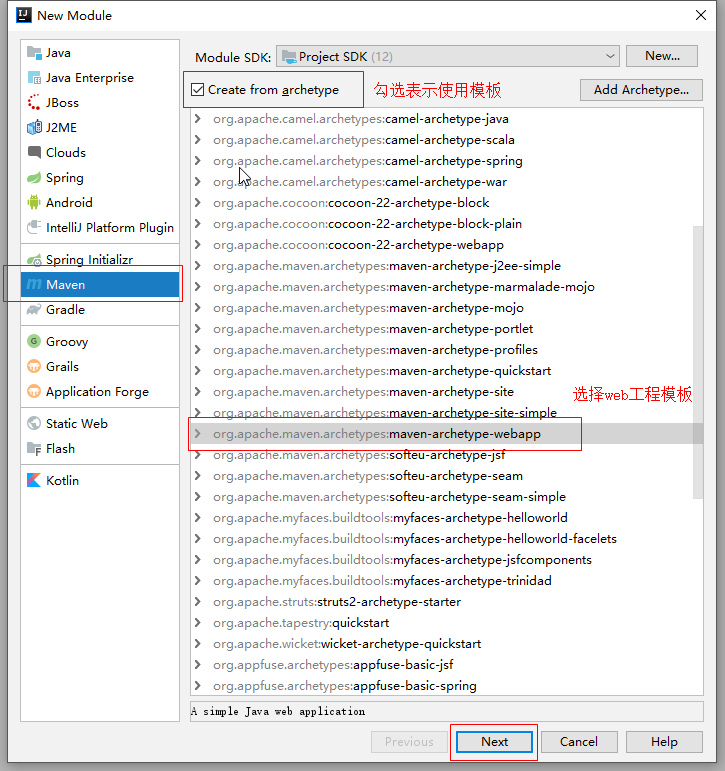 New Module
Java
Java Enterprise
JBoss
J2ME
Clouds
Spring
Android
IntelliJ Platform Plugin
Spring Initializr
Maven
Gradle
Groovy
Grails
Application Forge
Static Web
Flash
Kotlin
Module SDK: Project SDK (12) New...
Create from archetype 勾选表示使用模板 Add Archetype...
org.apache.camel.archetypes:camel-archetype-java
org.apache.camel.archetypes:camel-archetype-scala
org.apache.camel.archetypes:camel-archetype-spring
org.apache.camel.archetypes:camel-archetype-war
org.apache.cocoon:cocoon-22-archetype-block
org.apache.cocoon:cocoon-22-archetype-block-plain
org.apache.cocoon:cocoon-22-archetype-webapp
org.apache.maven.archetypes:maven-archetype-j2ee-simple
org.apache.maven.archetypes:maven-archetype-marmalade-mojo
org.apache.maven.archetypes:maven-archetype-mojo
org.apache.maven.archetypes:maven-archetype-portlet
org.apache.maven.archetypes:maven-archetype-profiles
org.apache.maven.archetypes:maven-archetype-quickstart
org.apache.maven.archetypes:maven-archetype-site
选择web工程模板
org.apache.maven.archetypes:maven-archetype-site-simple
org.apache.maven.archetypes:maven-archetype-webapp
org.apache.maven.archetypes:softeu-archetype-jsf
org.apache.maven.archetypes:softeu-archetype-seam
org.apache.maven.archetypes:softeu-archetype-seam-simple
org.apache.myfaces.buildtools:myfaces-archetype-helloworld
org.apache.myfaces.buildtools:myfaces-archetype-helloworld-facelets
org.apache.myfaces.buildtools:myfaces-archetype-jsfcomponents
org.apache.myfaces.buildtools:myfaces-archetype-trinidad
org.apache.struts:struts2-archetype-starter
org.apache.tapestry:quickstart
org.apache.wicket:wicket-archetype-quickstart
org.appfuse.archetypes:appfuse-basic-jsf
org.appfuse.archetypes:appfuse-basic-spring
A simple Java web application
Previous Next Cancel Help